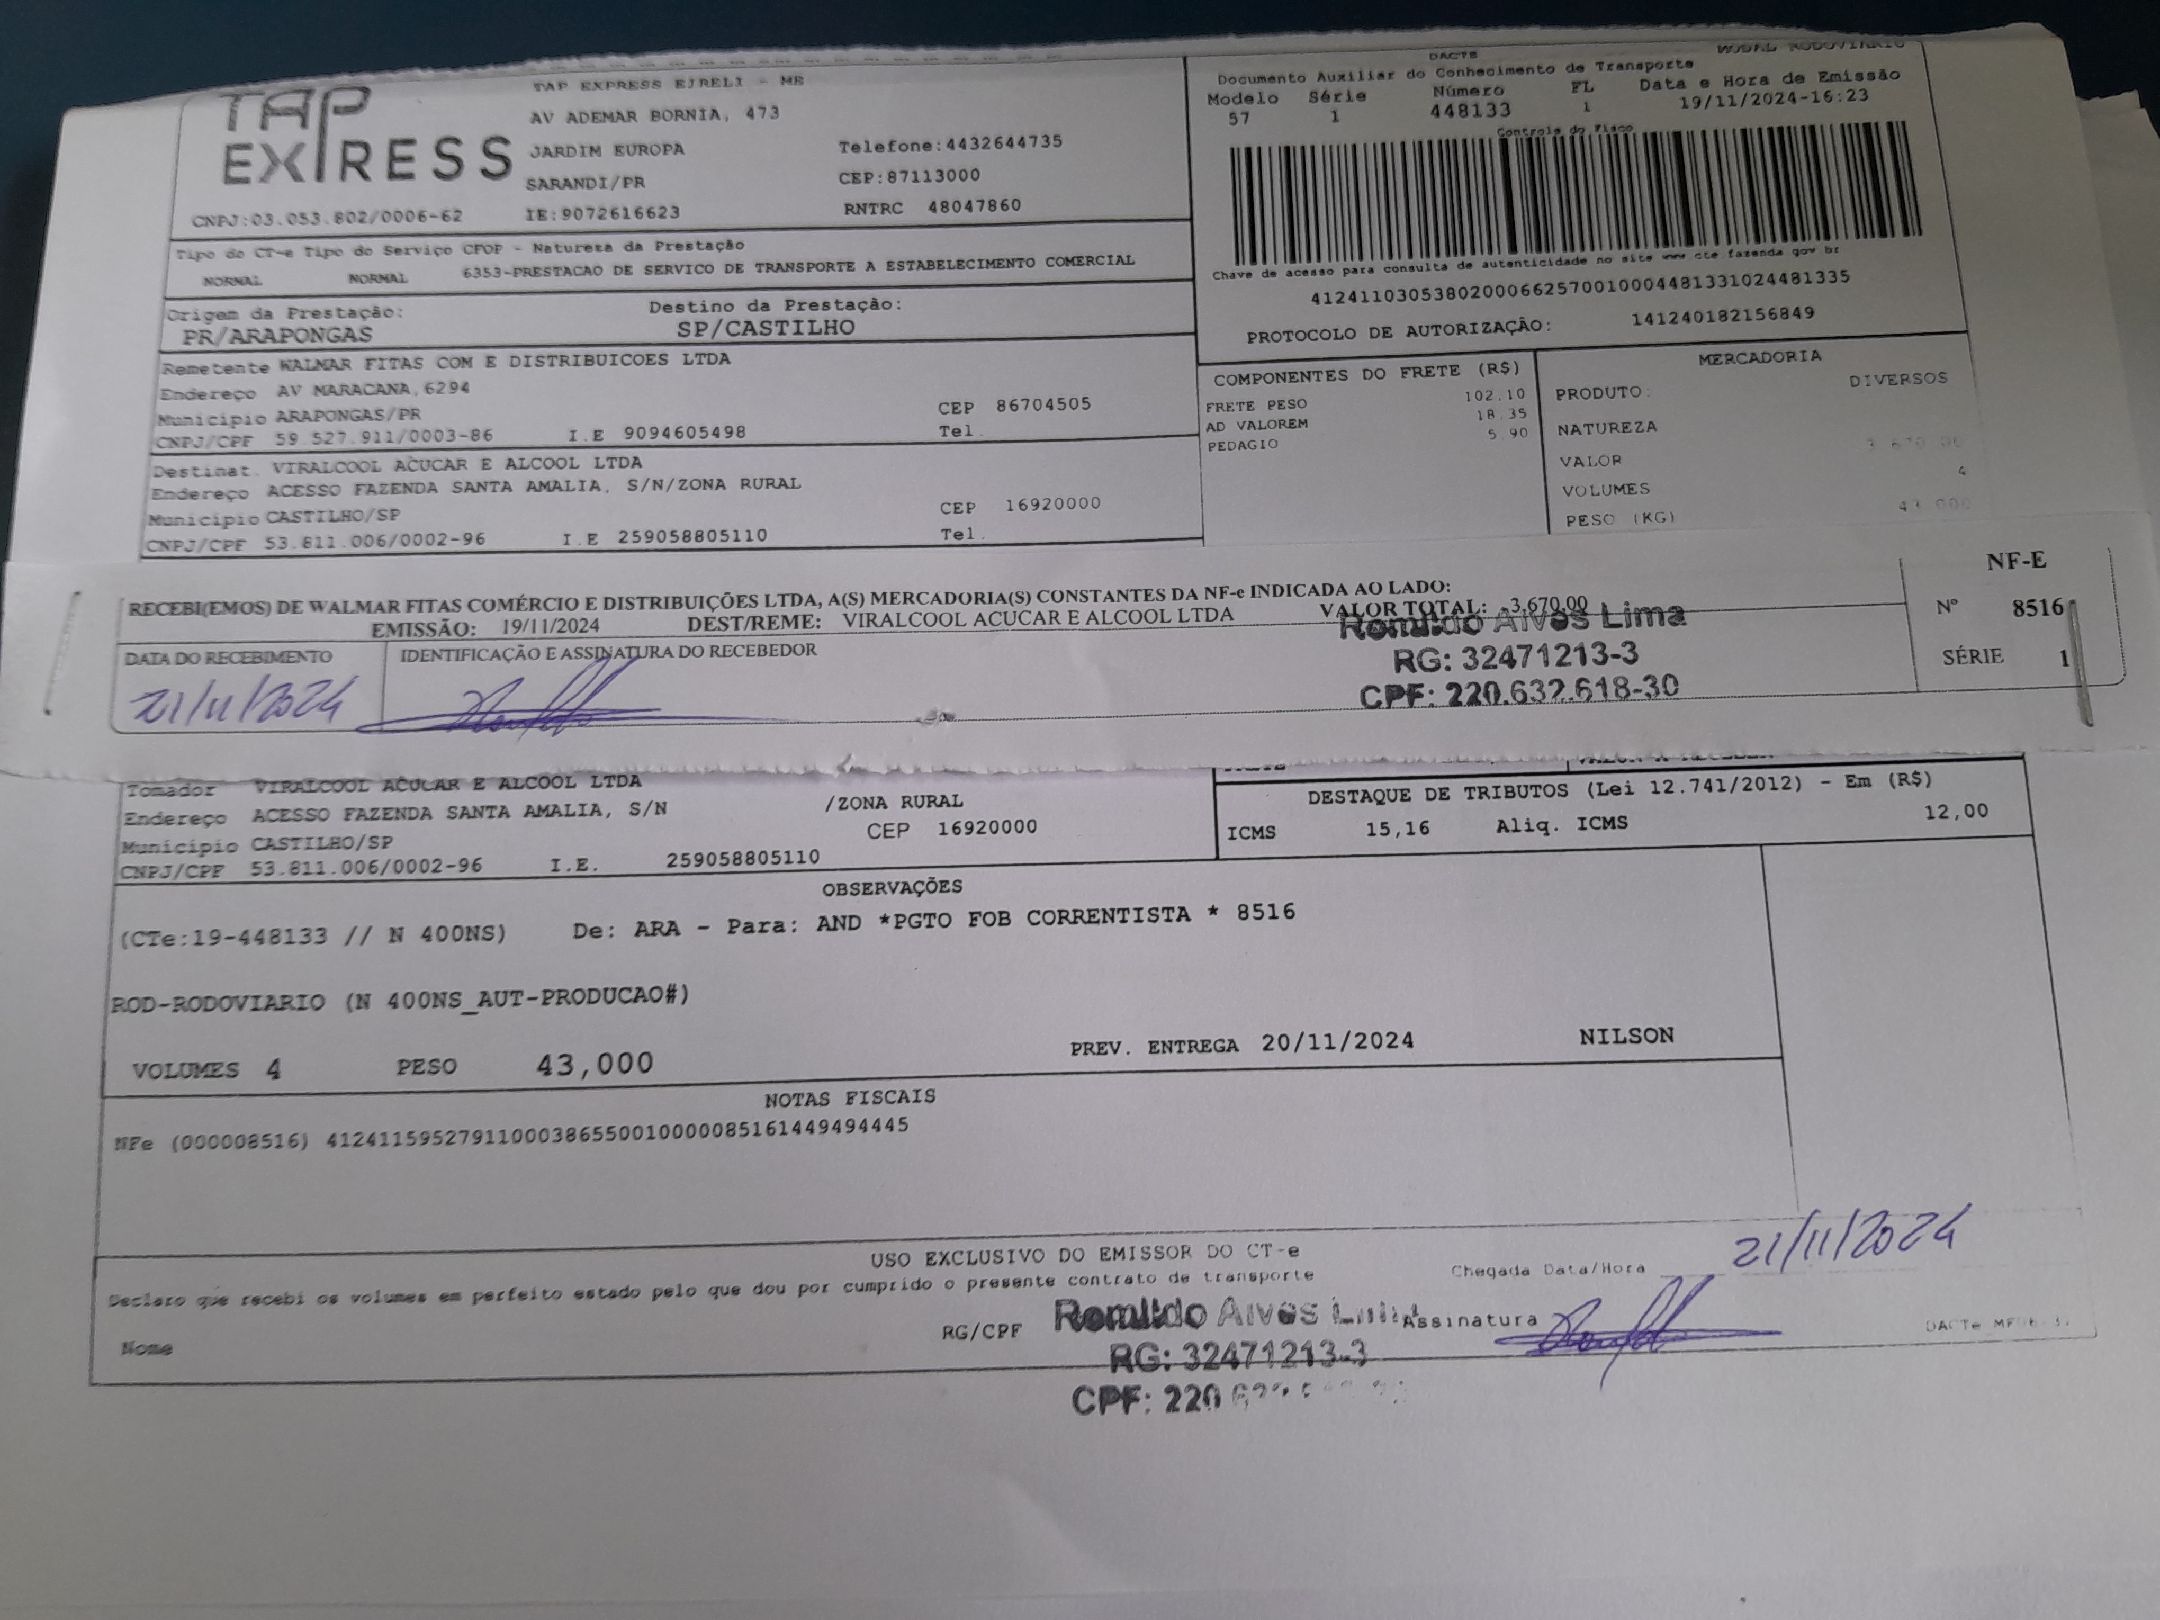 DACTE MODAL RODOVIARIO
TAP EXPRESS
TAP EXPRESS EIRELI - ME
AV ADEMAR BORNIA, 473
JARDIM EUROPA Telefone:4432644735
SARANDI/PR CEP:87113000
CNPJ:03.053.802/0006-62 IE:9072616623 RNTRC 48047860
Documento Auxiliar do Conhecimento de Transporte
Modelo Série Número FL Data e Hora de Emissão
57 1 448133 1 19/11/2024-16:23
Controle do Fisco
Chave de acesso para consulta de autenticidade no site www cte fazenda gov br
41241103053802000662570010004481331024481335
PROTOCOLO DE AUTORIZAÇÃO: 141240182156849
Tipo do CT-e Tipo do Serviço CFOP - Natureza da Prestação
NORMAL NORMAL 6353-PRESTACAO DE SERVICO DE TRANSPORTE A ESTABELECIMENTO COMERCIAL
Origem da Prestação: Destino da Prestação:
PR/ARAPONGAS SP/CASTILHO
Remetente WALMAR FITAS COM E DISTRIBUICOES LTDA
Endereço AV MARACANA,6294
Município ARAPONGAS/PR CEP 86704505
CNPJ/CPF 59.527.911/0003-86 I.E 9094605498 Tel.
Destinat. VIRALCOOL ACUCAR E ALCOOL LTDA
Endereço ACESSO FAZENDA SANTA AMALIA, S/N/ZONA RURAL
Município CASTILHO/SP CEP 16920000
CNPJ/CPF 53.811.006/0002-96 I.E 259058805110 Tel.
COMPONENTES DO FRETE (R$)
FRETE PESO 102.10
AD VALOREM 18.35
PEDAGIO 5.90
MERCADORIA
PRODUTO: DIVERSOS
NATUREZA
VALOR 3.670.00
VOLUMES 4
PESO (KG) 43.000
RECEBI(EMOS) DE WALMAR FITAS COMÉRCIO E DISTRIBUIÇÕES LTDA, A(S) MERCADORIA(S) CONSTANTES DA NF-e INDICADA AO LADO:
EMISSÃO: 19/11/2024 DEST/REME: VIRALCOOL ACUCAR E ALCOOL LTDA VALOR TOTAL: 3.670,00
DATA DO RECEBIMENTO IDENTIFICAÇÃO E ASSINATURA DO RECEBEDOR
21/11/2024
Romildo Alves Lima
RG: 32471213-3
CPF: 220.632.618-30
NF-E
Nº 8516
SÉRIE 1
Tomador VIRALCOOL ACUCAR E ALCOOL LTDA
Endereço ACESSO FAZENDA SANTA AMALIA, S/N /ZONA RURAL
Município CASTILHO/SP CEP 16920000
CNPJ/CPF 53.811.006/0002-96 I.E. 259058805110
DESTAQUE DE TRIBUTOS (Lei 12.741/2012) - Em (R$)
ICMS 15,16 Aliq. ICMS 12,00
OBSERVAÇÕES
(CTe:19-448133 // N 400NS) De: ARA - Para: AND *PGTO FOB CORRENTISTA * 8516
ROD-RODOVIARIO (N 400NS_AUT-PRODUCAO#)
VOLUMES 4 PESO 43,000 PREV. ENTREGA 20/11/2024 NILSON
NOTAS FISCAIS
NFe (000008516) 41241159527911000386550010000085161449494445
USO EXCLUSIVO DO EMISSOR DO CT-e
Declaro que recebi os volumes em perfeito estado pelo que dou por cumprido o presente contrato de transporte
Chegada Data/Hora 21/11/2024
Nome RG/CPF Assinatura
Romildo Alves Lima
RG: 32471213-3
CPF: 220
DACTe